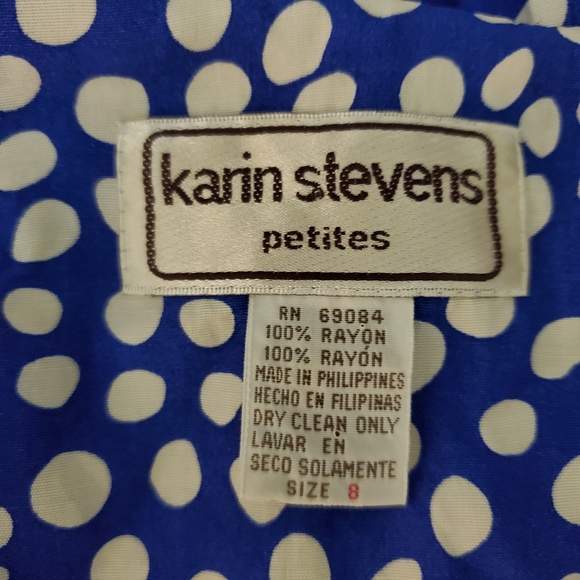 karin stevens
petites
RN 69084
100% RAYON
100% RAYÓN
MADE IN PHILIPPINES
HECHO EN FILIPINAS
DRY CLEAN ONLY
LAVAR EN
SECO SOLAMENTE
SIZE 8